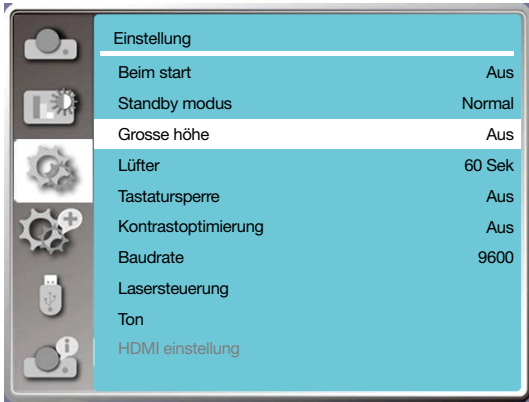 Einstellung
Beim start Aus
Standby modus Normal
Grosse höhe Aus
Lüfter 60 Sek
Tastatursperre Aus
Kontrastoptimierung Aus
Baudrate 9600
Lasersteuerung
Ton
HDMI einstellung